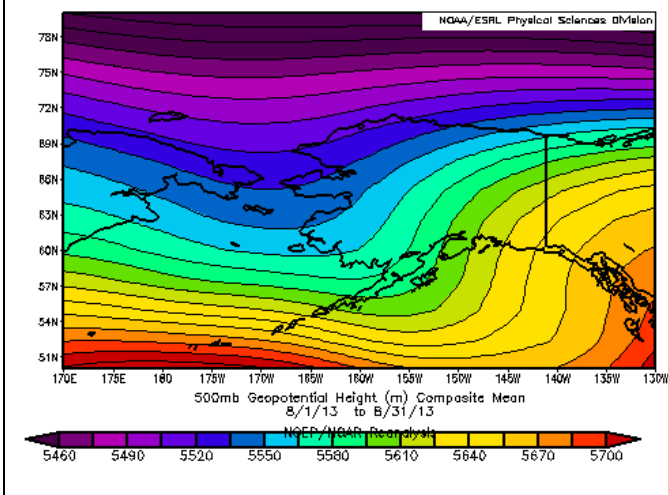 NOAA/ESRL Physical Sciences Division
78N
75N
72N
69N
66N
63N
60N
57N
54N
51N
170E 175E 180 175W 170W 165W 160W 155W 150W 145W 140W 135W 130W
500mb Geopotential Height (m) Composite Mean
8/1/13 to 8/31/13
NCEP/NCAR Reanalysis
5460 5490 5520 5550 5580 5610 5640 5670 5700